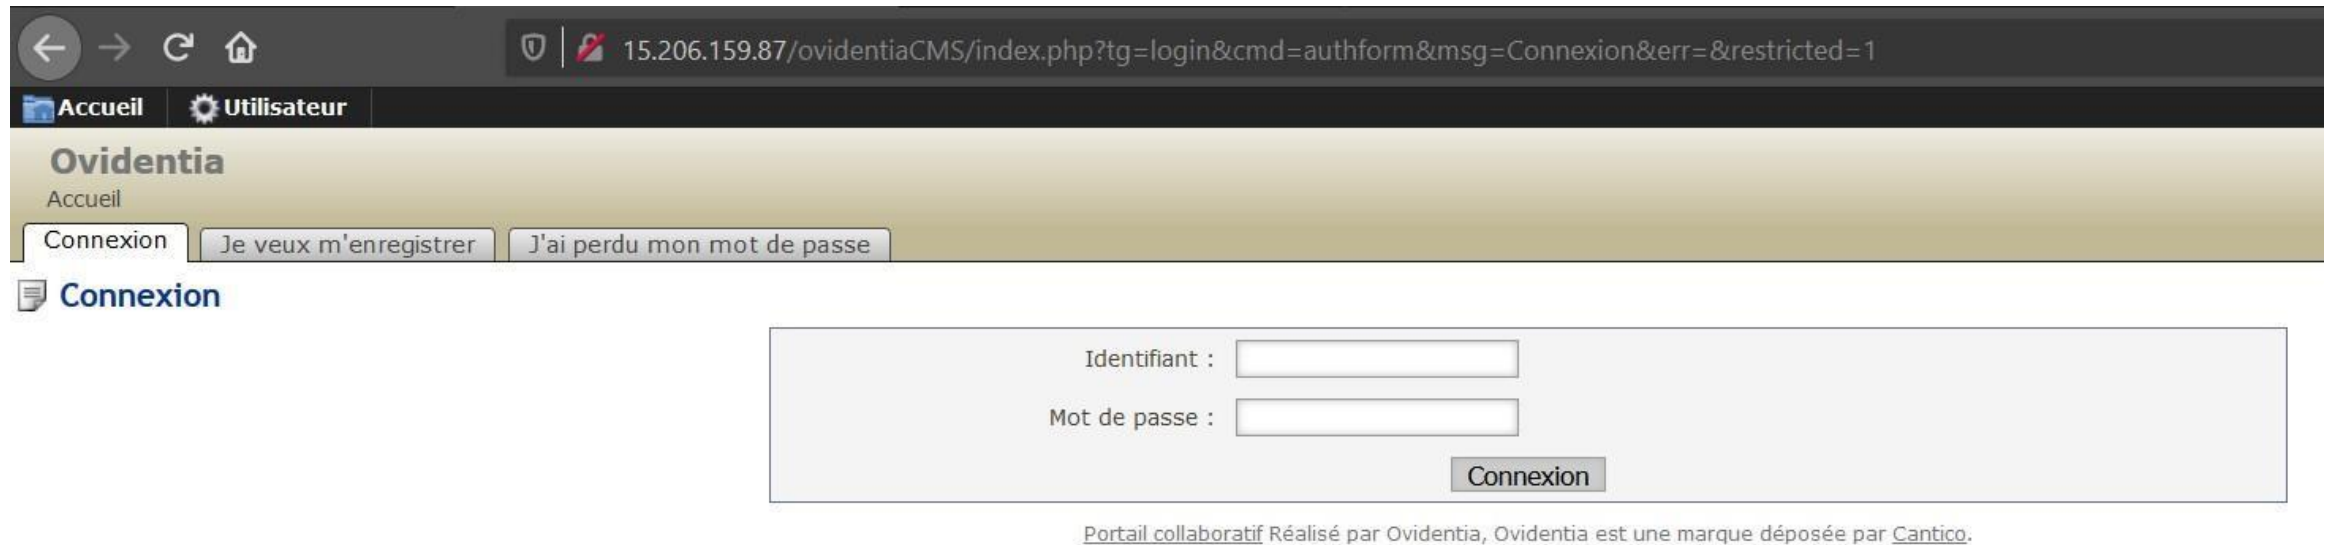 15.206.159.87/ovidentiaCMS/index.php?tg=login&cmd=authform&msg=Connexion&err=&restricted=1
Accueil Utilisateur
Ovidentia
Accueil
Connexion Je veux m'enregistrer J'ai perdu mon mot de passe
Connexion
Identifiant :
Mot de passe :
Connexion
Portail collaboratif Réalisé par Ovidentia, Ovidentia est une marque déposée par Cantico.